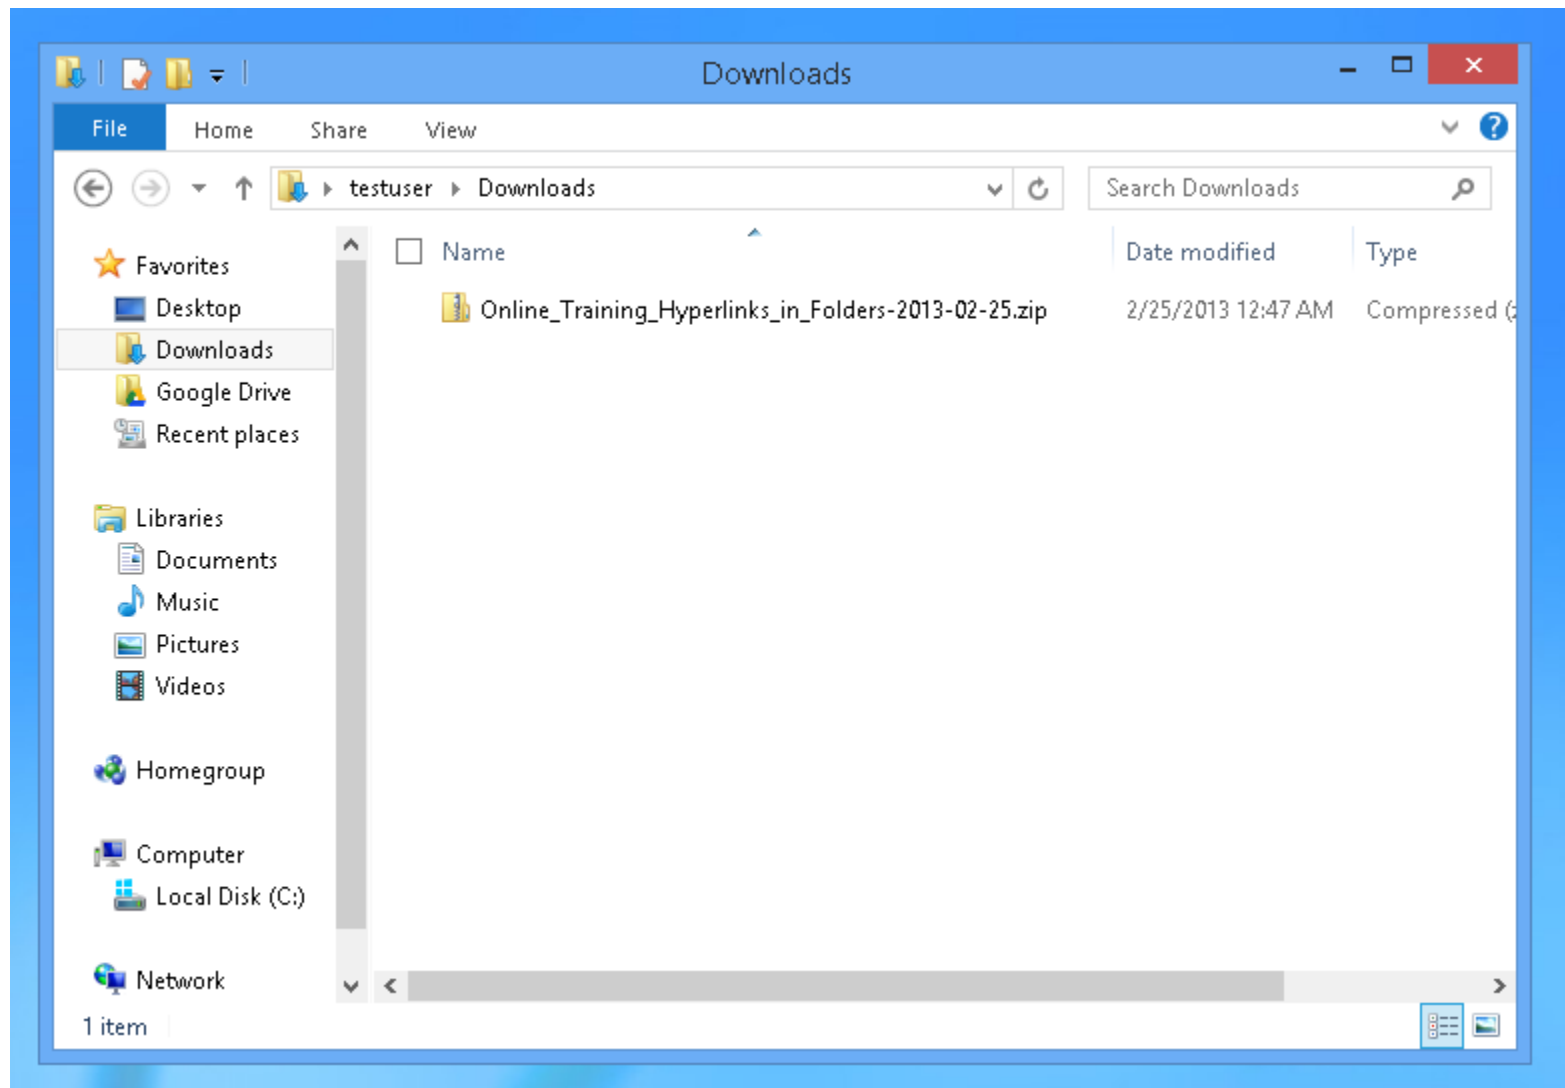 Downloads
File Home Share View
testuser Downloads
Search Downloads
Name Date modified Type
Online_Training_Hyperlinks_in_Folders-2013-02-25.zip 2/25/2013 12:47 AM Compressed (
Favorites
Desktop
Downloads
Google Drive
Recent places
Libraries
Documents
Music
Pictures
Videos
Homegroup
Computer
Local Disk (C:)
Network
1 item